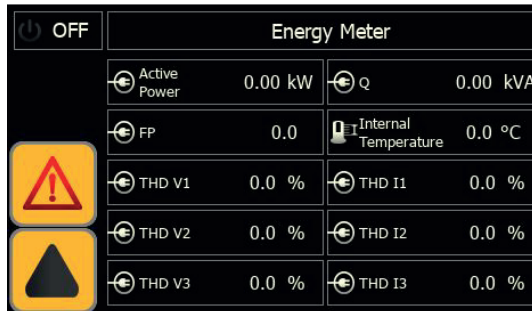 OFF Energy Meter
Active Power 0.00 kW Q 0.00 kVA
FP 0.0 Internal Temperature 0.0 °C
THD V1 0.0 % THD I1 0.0 %
THD V2 0.0 % THD I2 0.0 %
THD V3 0.0 % THD I3 0.0 %